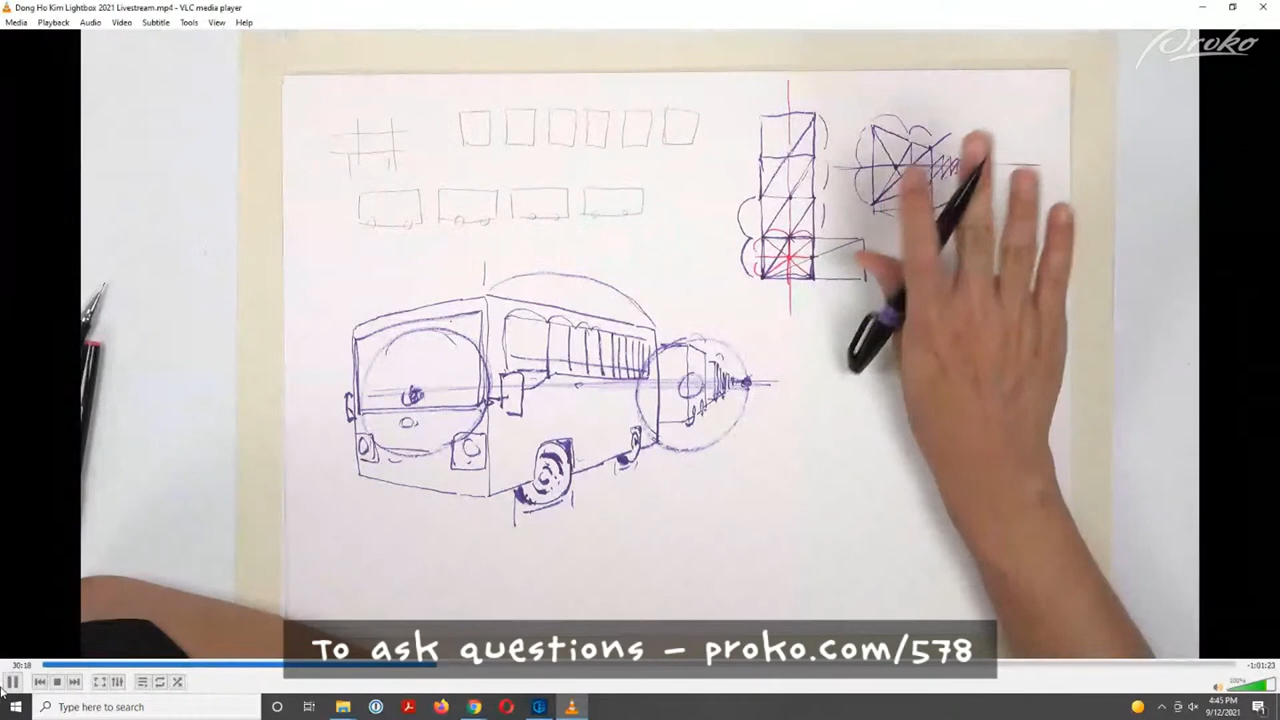 Dong Ho Kim Lightbox 2021 Livestream.mp4 - VLC media player
Media Playback Audio Video Subtitle Tools View Help
Proko
To ask questions – proko.com/578
30:18
-1:01:23
100%
Type here to search
4:45 PM
9/12/2021